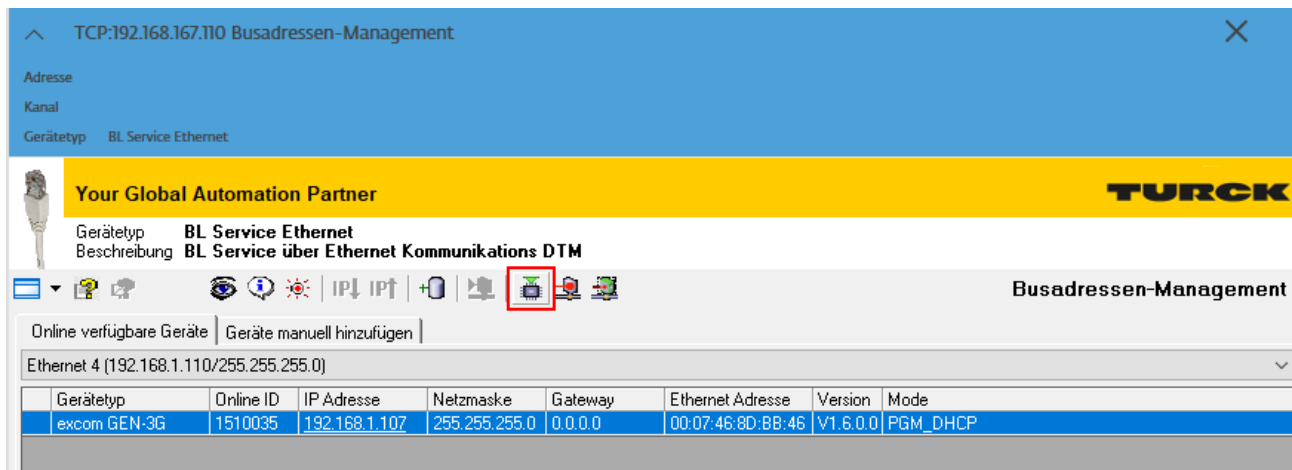 TCP:192.168.167.110 Busadressen-Management
Adresse
Kanal
Gerätetyp BL Service Ethernet
Your Global Automation Partner
TURCK
Gerätetyp BL Service Ethernet
Beschreibung BL Service über Ethernet Kommunikations DTM
IP IP
Busadressen-Management
Online verfügbare Geräte Geräte manuell hinzufügen
Ethernet 4 (192.168.1.110/255.255.255.0)
Gerätetyp Online ID IP Adresse Netzmaske Gateway Ethernet Adresse Version Mode
excom GEN-3G 1510035 192.168.1.107 255.255.255.0 0.0.0.0 00:07:46:8D:BB:46 V1.6.0.0 PGM_DHCP